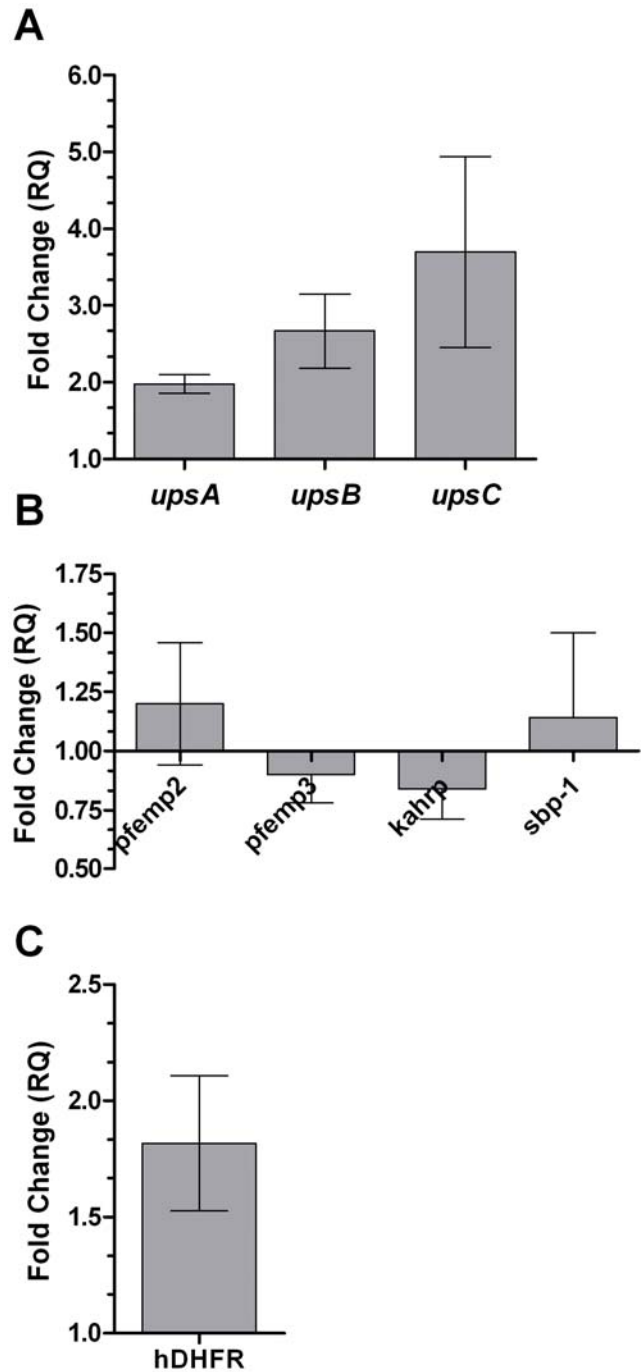 A
Fold Change (RQ)
6.0
5.0
4.0
3.0
2.0
1.0
upsA upsB upsC
B
Fold Change (RQ)
1.75
1.50
1.25
1.00
0.75
0.50
pfemp2 pfemp3 kahrp sbp-1
C
Fold Change (RQ)
2.5
2.0
1.5
1.0
hDHFR